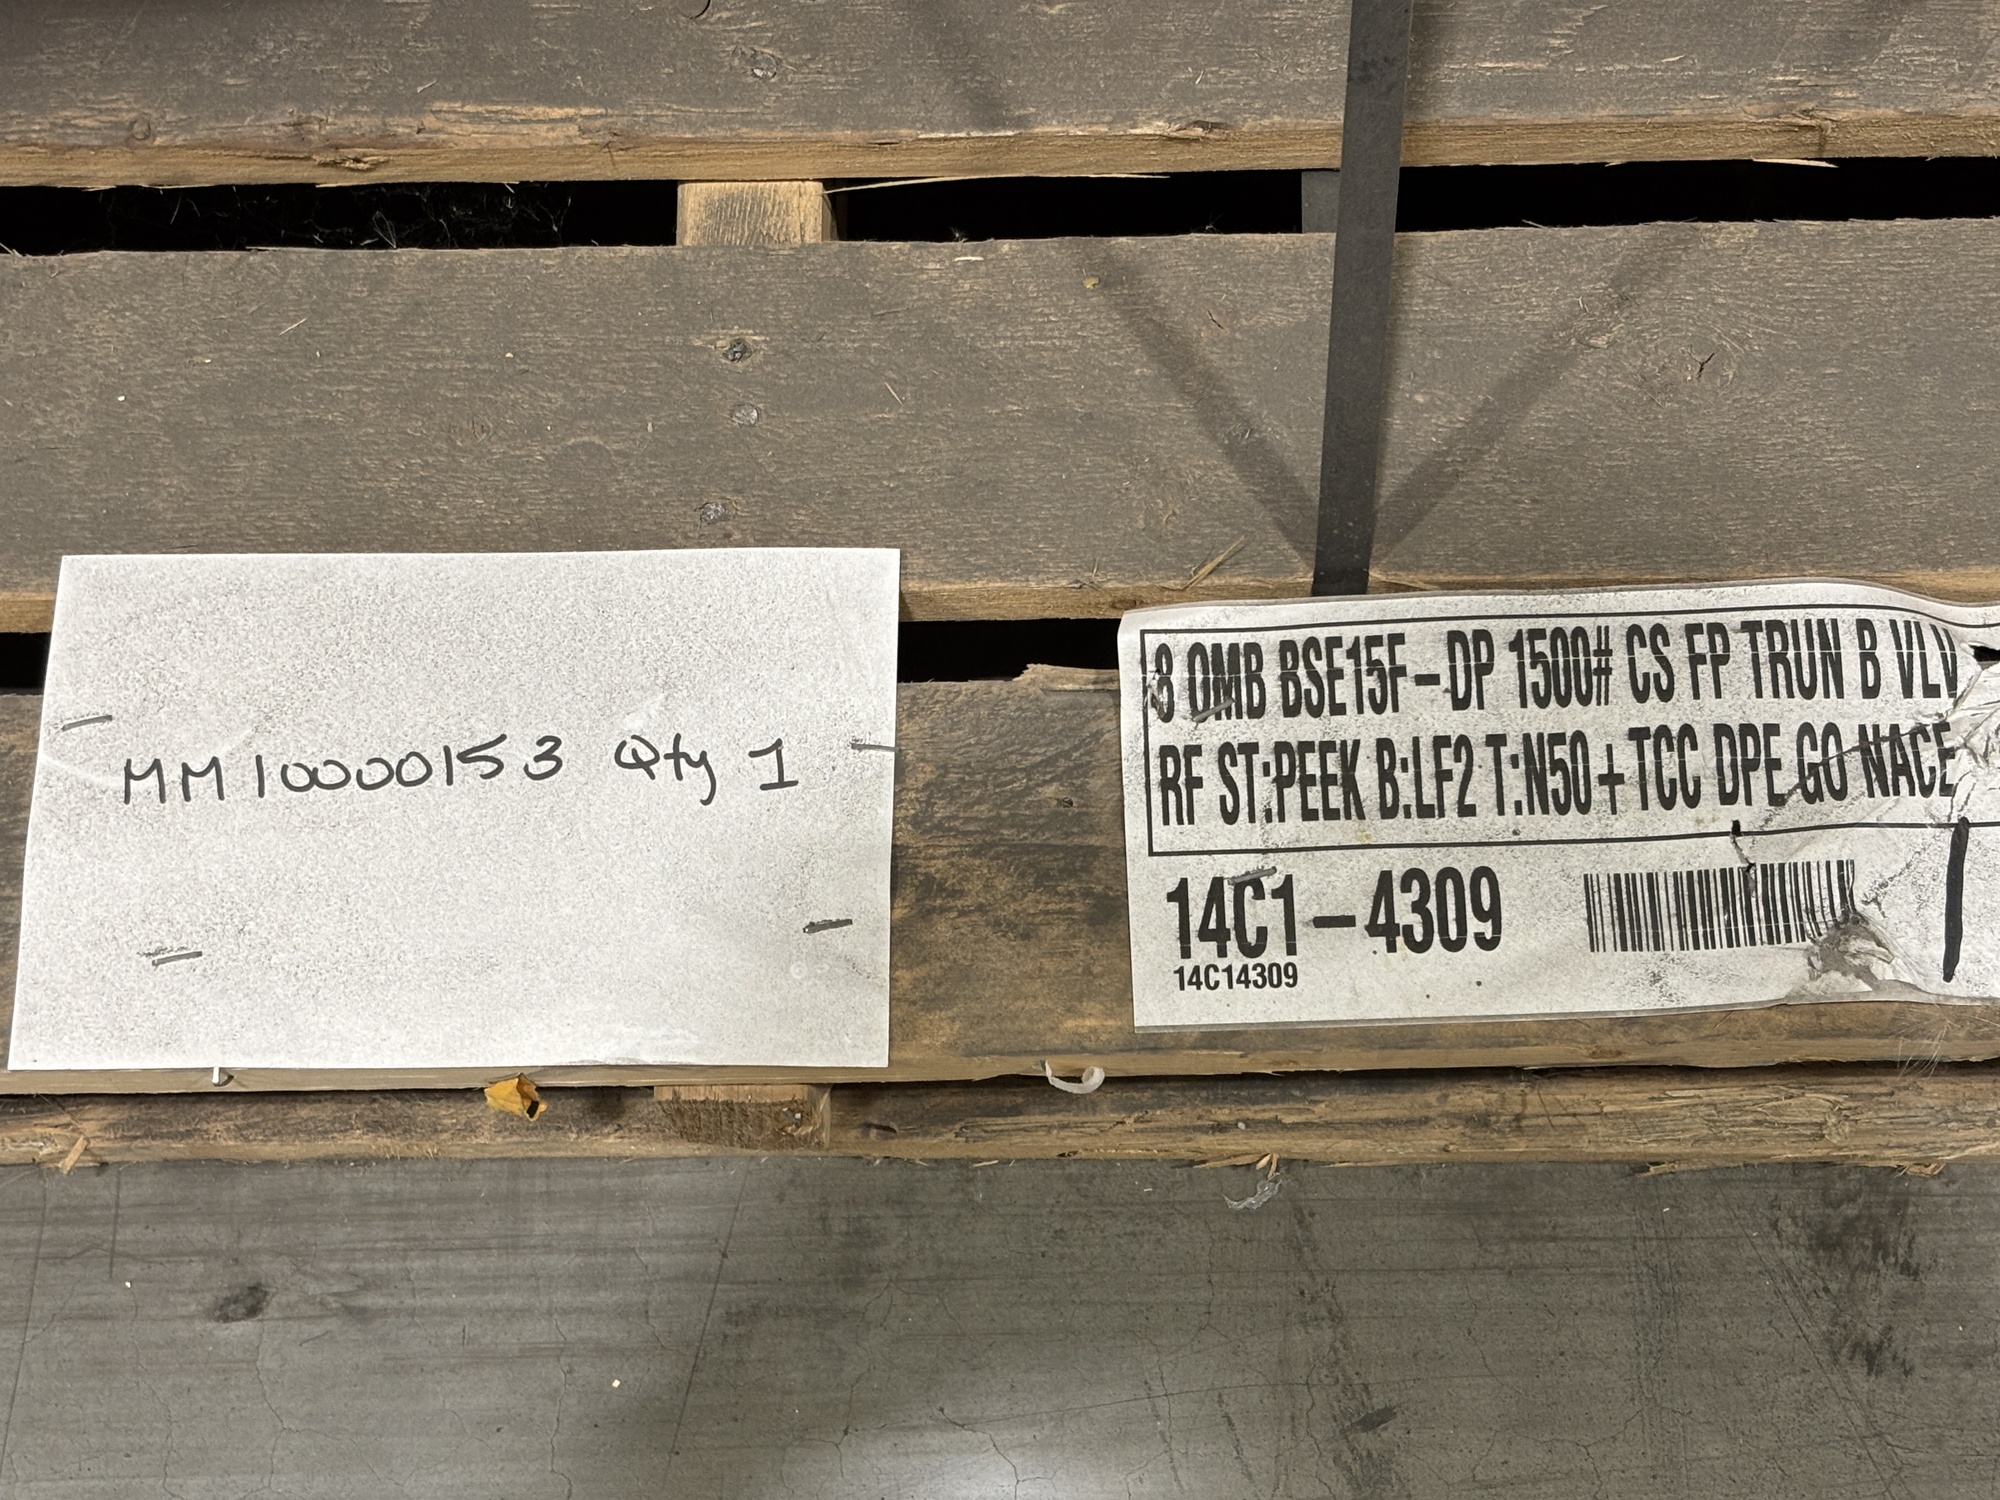 MM10000153 Qty 1
8 OMB BSE15F-DP 1500# CS FP TRUN B VLV
RF ST:PEEK B:LF2 T:N50+TCC DPE GO NACE
14C1-4309
14C14309
1